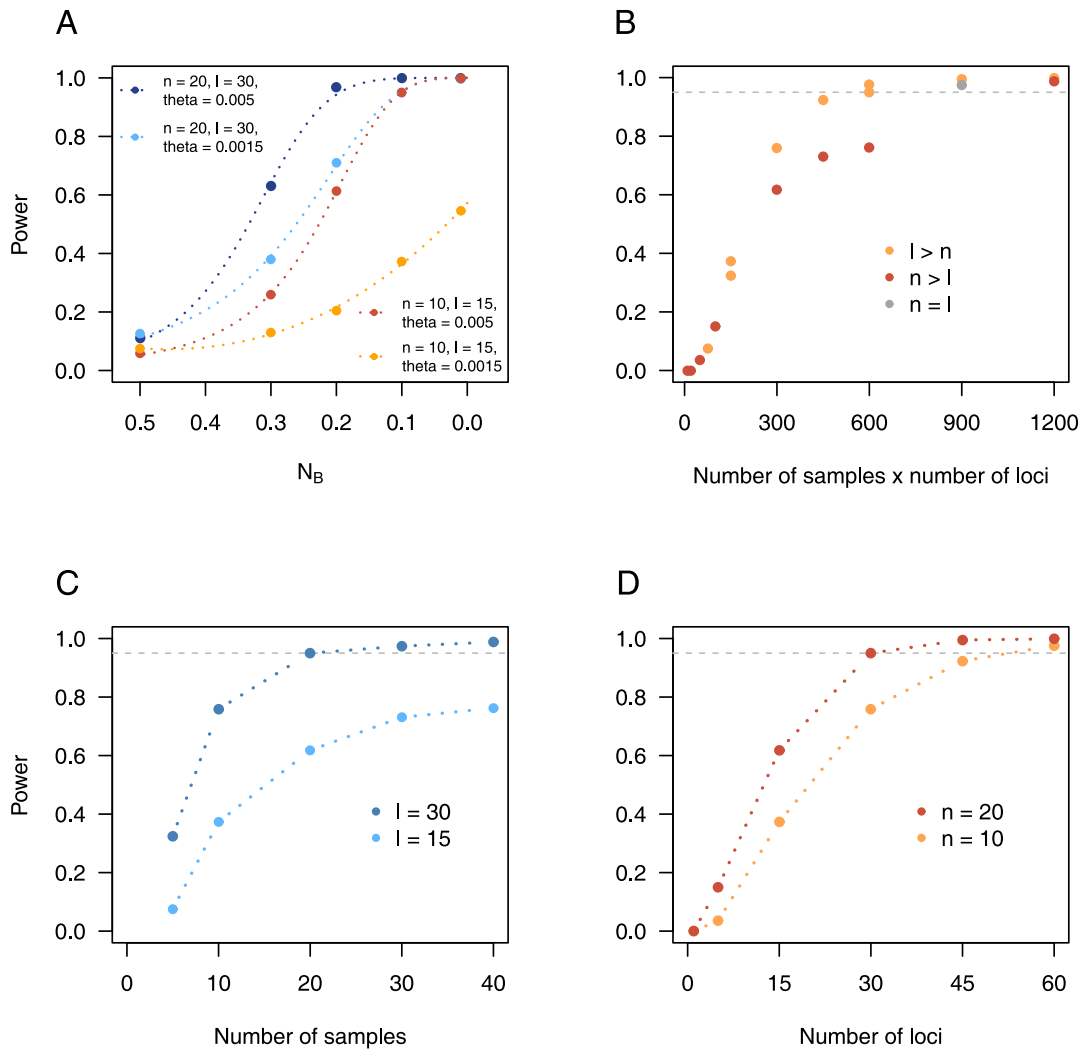 A
1.0
0.8
0.6
0.4
0.2
0.0
Power
n = 20, l = 30,
theta = 0.005
n = 20, l = 30,
theta = 0.0015
n = 10, l = 15,
theta = 0.005
n = 10, l = 15,
theta = 0.0015
0.5 0.4 0.3 0.2 0.1 0.0
N_B
B
1.0
0.8
0.6
0.4
0.2
0.0
l > n
n > l
n = l
0 300 600 900 1200
Number of samples x number of loci
C
1.0
0.8
0.6
0.4
0.2
0.0
Power
l = 30
l = 15
0 10 20 30 40
Number of samples
D
1.0
0.8
0.6
0.4
0.2
0.0
n = 20
n = 10
0 15 30 45 60
Number of loci